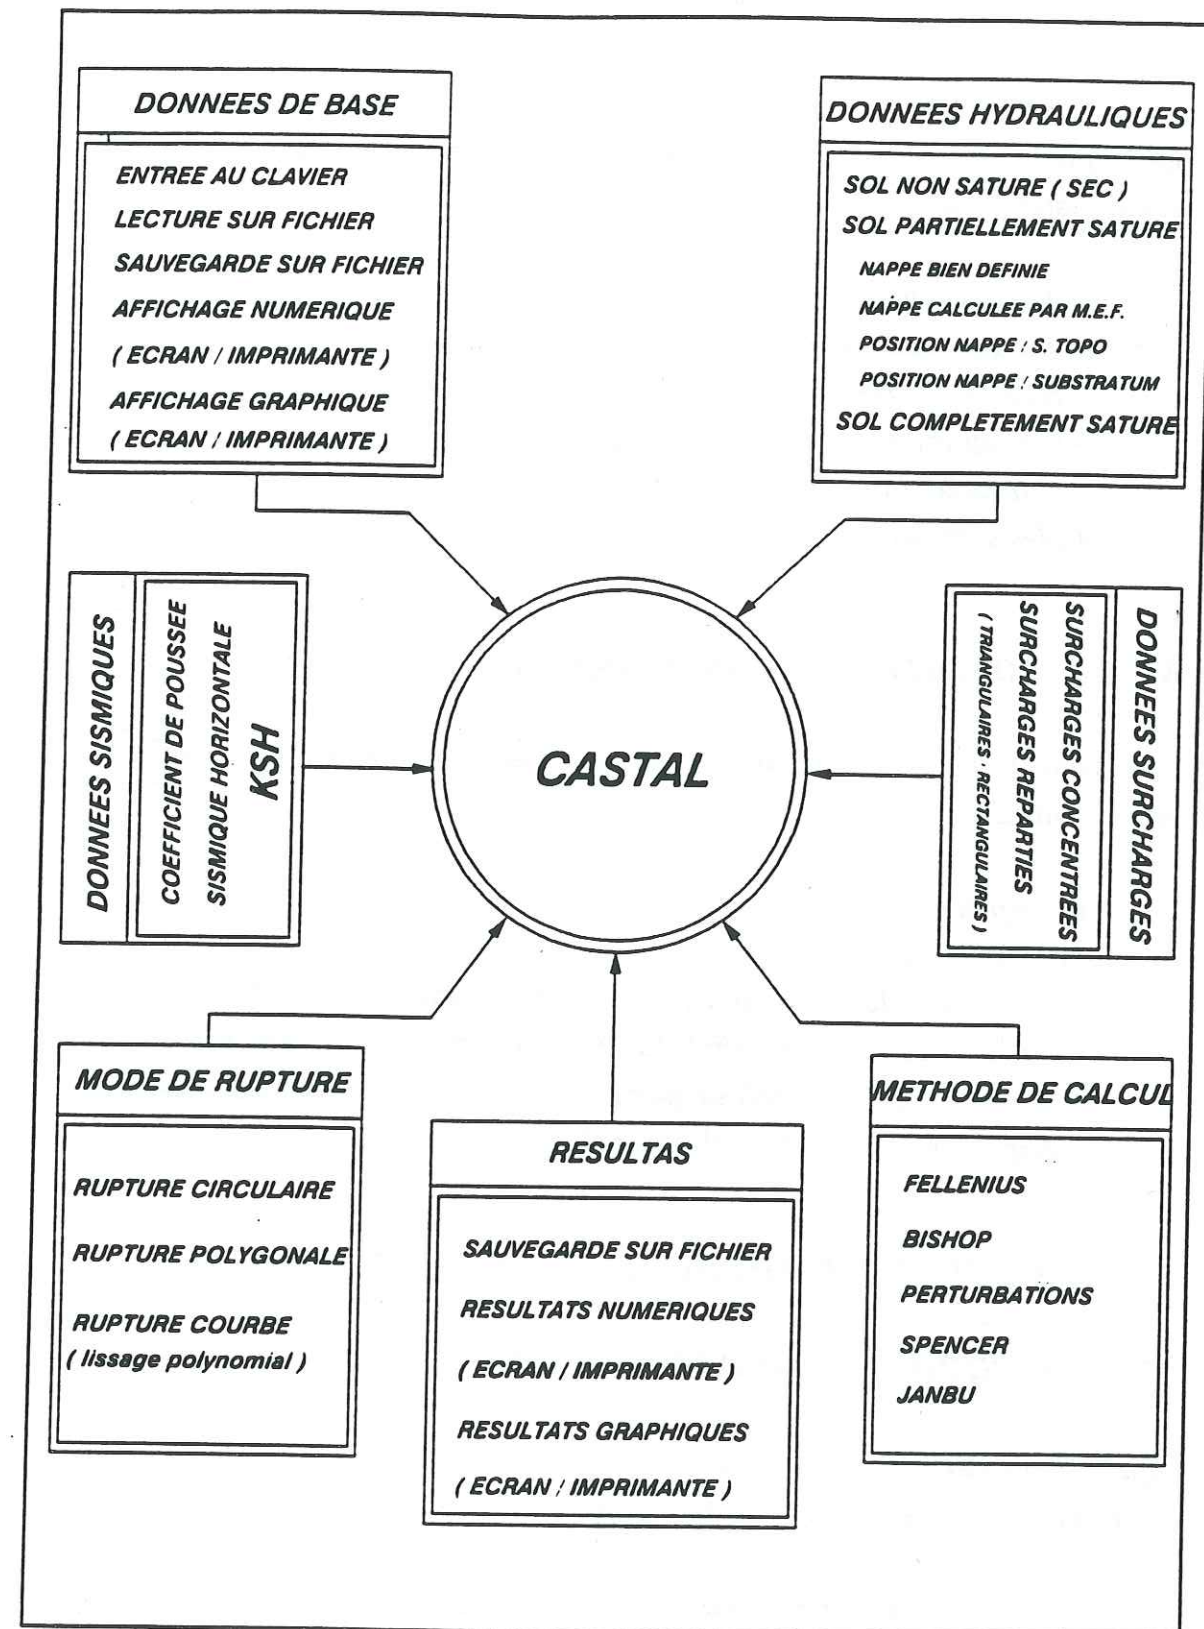 DONNEES DE BASE
ENTREE AU CLAVIER
LECTURE SUR FICHIER
SAUVEGARDE SUR FICHIER
AFFICHAGE NUMERIQUE
( ECRAN / IMPRIMANTE )
AFFICHAGE GRAPHIQUE
( ECRAN / IMPRIMANTE )
DONNEES HYDRAULIQUES
SOL NON SATURE ( SEC )
SOL PARTIELLEMENT SATURE
NAPPE BIEN DEFINIE
NAPPE CALCULEE PAR M.E.F.
POSITION NAPPE / S. TOPO
POSITION NAPPE / SUBSTRATUM
SOL COMPLETEMENT SATURE
DONNEES SISMIQUES
COEFFICIENT DE POUSSEE
SISMIQUE HORIZONTALE
KSH
CASTAL
DONNEES SURCHARGES
SURCHARGES CONCENTREES
SURCHARGES REPARTIES
( TRIANGULAIRES - RECTANGULAIRES )
MODE DE RUPTURE
RUPTURE CIRCULAIRE
RUPTURE POLYGONALE
RUPTURE COURBE
( lissage polynomial )
RESULTAS
SAUVEGARDE SUR FICHIER
RESULTATS NUMERIQUES
( ECRAN / IMPRIMANTE )
RESULTATS GRAPHIQUES
( ECRAN / IMPRIMANTE )
METHODE DE CALCUL
FELLENIUS
BISHOP
PERTURBATIONS
SPENCER
JANBU